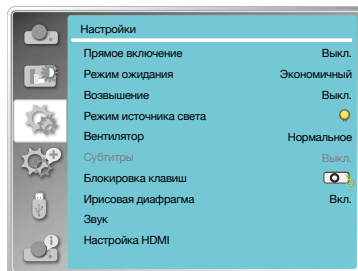 Настройки
Прямое включение Выкл.
Режим ожидания Экономичный
Возвышение Выкл.
Режим источника света
Вентилятор Нормальное
Субтитры Выкл.
Блокировка клавиш
Ирисовая диафрагма Вкл.
Звук
Настройка HDMI